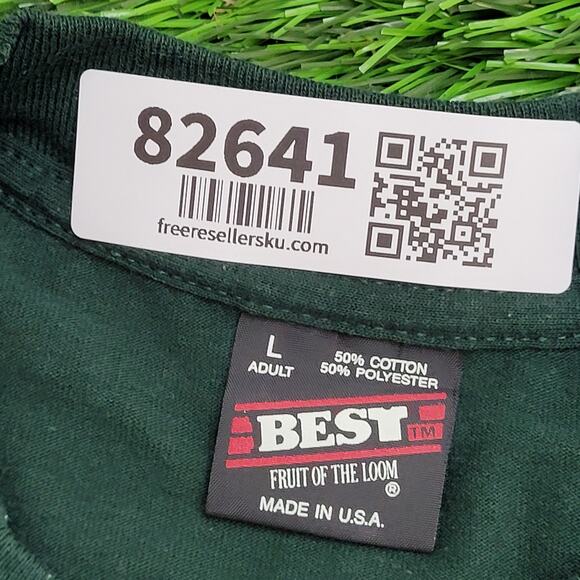 82641
freeresellersku.com
L
ADULT
50% COTTON
50% POLYESTER
BEST TM
FRUIT OF THE LOOM
®
MADE IN U.S.A.